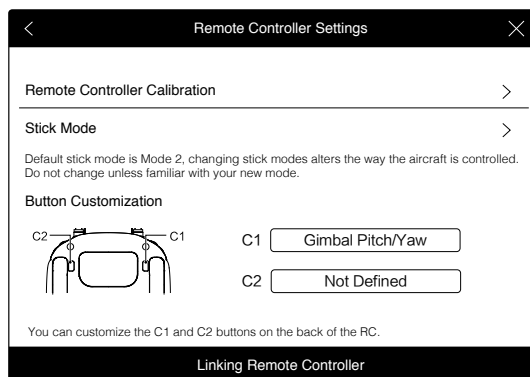 Remote Controller Settings
Remote Controller Calibration
Stick Mode
Default stick mode is Mode 2, changing stick modes alters the way the aircraft is controlled.
Do not change unless familiar with your new mode.
Button Customization
C2 C1
C1 Gimbal Pitch/Yaw
C2 Not Defined
You can customize the C1 and C2 buttons on the back of the RC.
Linking Remote Controller